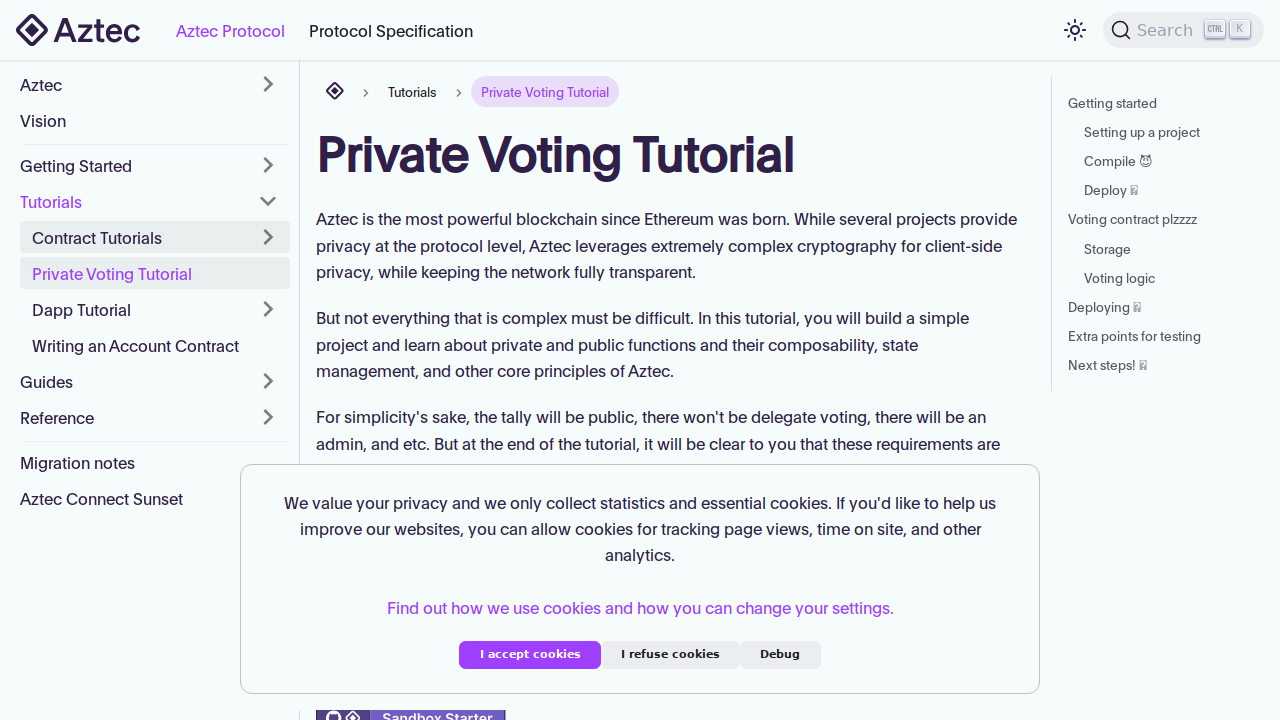 Aztec
Aztec Protocol
Protocol Specification
Search
CTRL
K
Aztec
Vision
Getting Started
Tutorials
Contract Tutorials
Private Voting Tutorial
Dapp Tutorial
Writing an Account Contract
Guides
Reference
Migration notes
Aztec Connect Sunset
Tutorials
Private Voting Tutorial
Private Voting Tutorial
Aztec is the most powerful blockchain since Ethereum was born. While several projects provide
privacy at the protocol level, Aztec leverages extremely complex cryptography for client-side
privacy, while keeping the network fully transparent.
But not everything that is complex must be difficult. In this tutorial, you will build a simple
project and learn about private and public functions and their composability, state
management, and other core principles of Aztec.
For simplicity's sake, the tally will be public, there won't be delegate voting, there will be an
admin, and etc. But at the end of the tutorial, it will be clear to you that these requirements are
We value your privacy and we only collect statistics and essential cookies. If you'd like to help us
improve our websites, you can allow cookies for tracking page views, time on site, and other
analytics.
Find out how we use cookies and how you can change your settings.
I accept cookies
I refuse cookies
Debug
Sandbox Starter
Getting started
Setting up a project
Compile 😈
Deploy
Voting contract plzzzz
Storage
Voting logic
Deploying
Extra points for testing
Next steps!